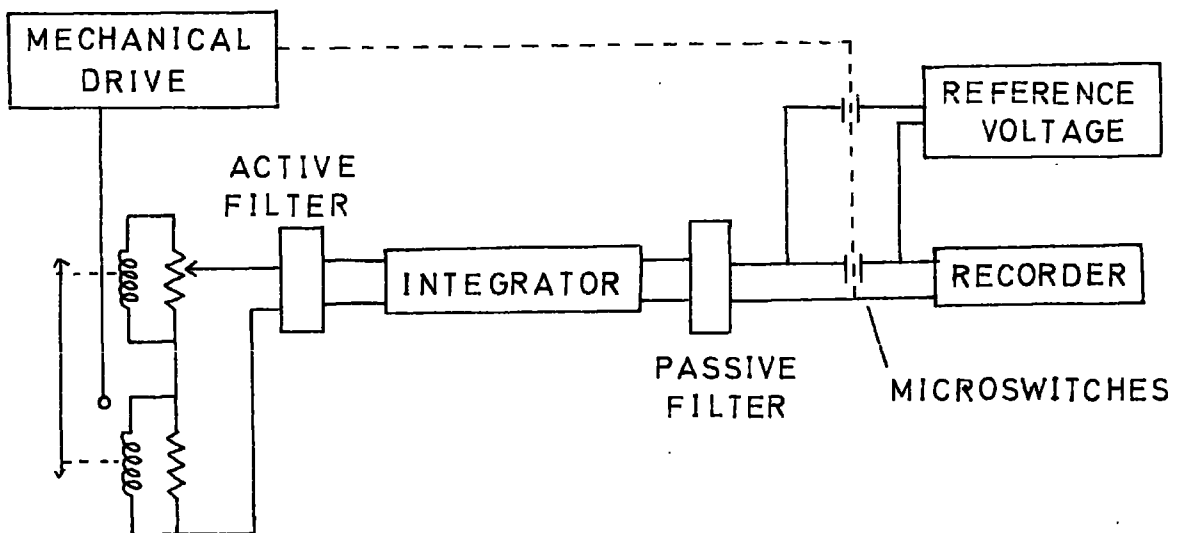 MECHANICAL
DRIVE
REFERENCE
VOLTAGE
ACTIVE
FILTER
INTEGRATOR
RECORDER
PASSIVE
FILTER
MICROSWITCHES